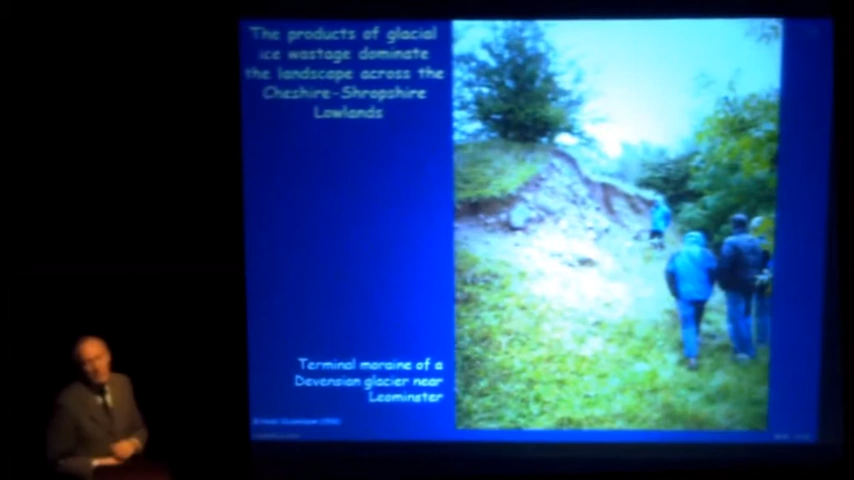 The products of glacial
ice wastage dominate
the landscape across the
Cheshire-Shropshire
Lowlands
Terminal moraine of a
Devensian glacier near
Leominster